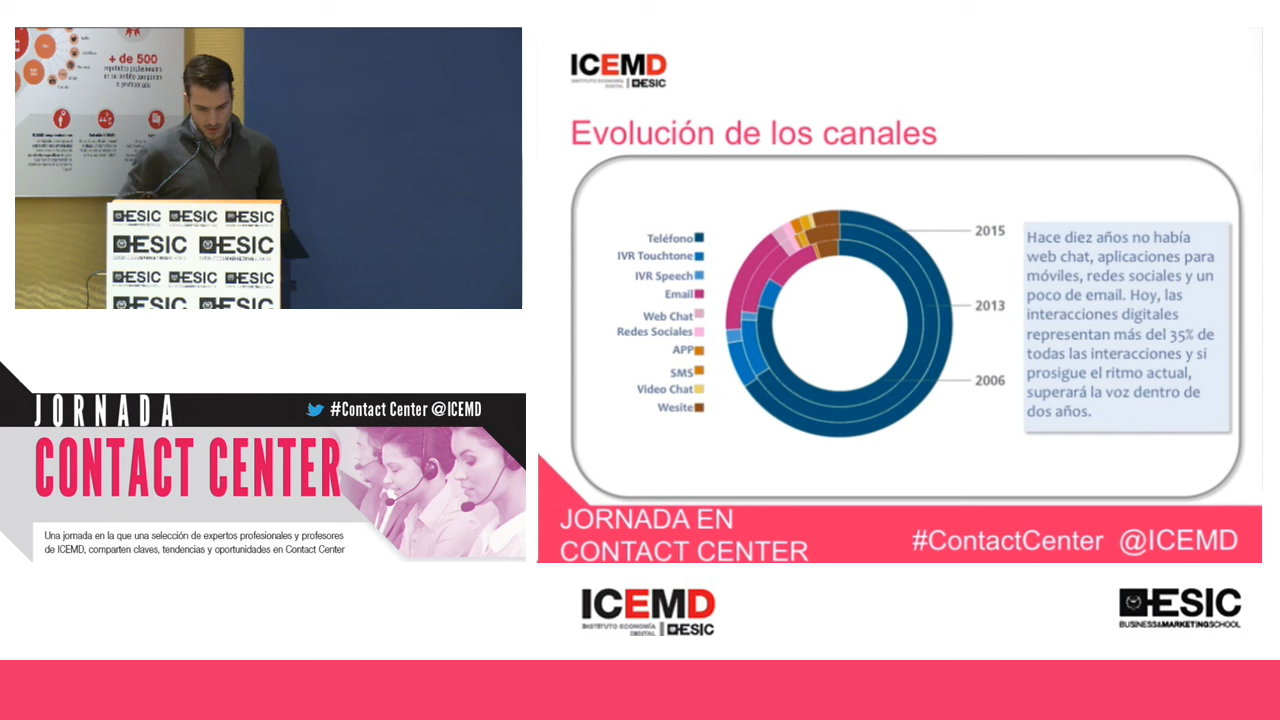 + de 500
ESIC
ESIC
ESIC
ESIC
ESIC
ESIC
ESIC
ESIC
ESIC
ESIC
JORNADA
#Contact Center @ICEMD
CONTACT CENTER
Una jornada en la que una selección de expertos profesionales y profesores
de ICEMD, comparten claves, tendencias y oportunidades en Contact Center
ICEMD
INSTITUTO ECONOMÍA
DIGITAL
ESIC
Evolución de los canales
Teléfono
IVR Touchtone
IVR Speech
Email
Web Chat
Redes Sociales
APP
SMS
Video Chat
Wesite
2015
2013
2006
Hace diez años no había
web chat, aplicaciones para
móviles, redes sociales y un
poco de email. Hoy, las
interacciones digitales
representan más del 35% de
todas las interacciones y si
prosigue el ritmo actual,
superará la voz dentro de
dos años.
JORNADA EN
CONTACT CENTER
#ContactCenter @ICEMD
ICEMD
INSTITUTO ECONOMÍA
DIGITAL
ESIC
ESIC
BUSINESS&MARKETINGSCHOOL